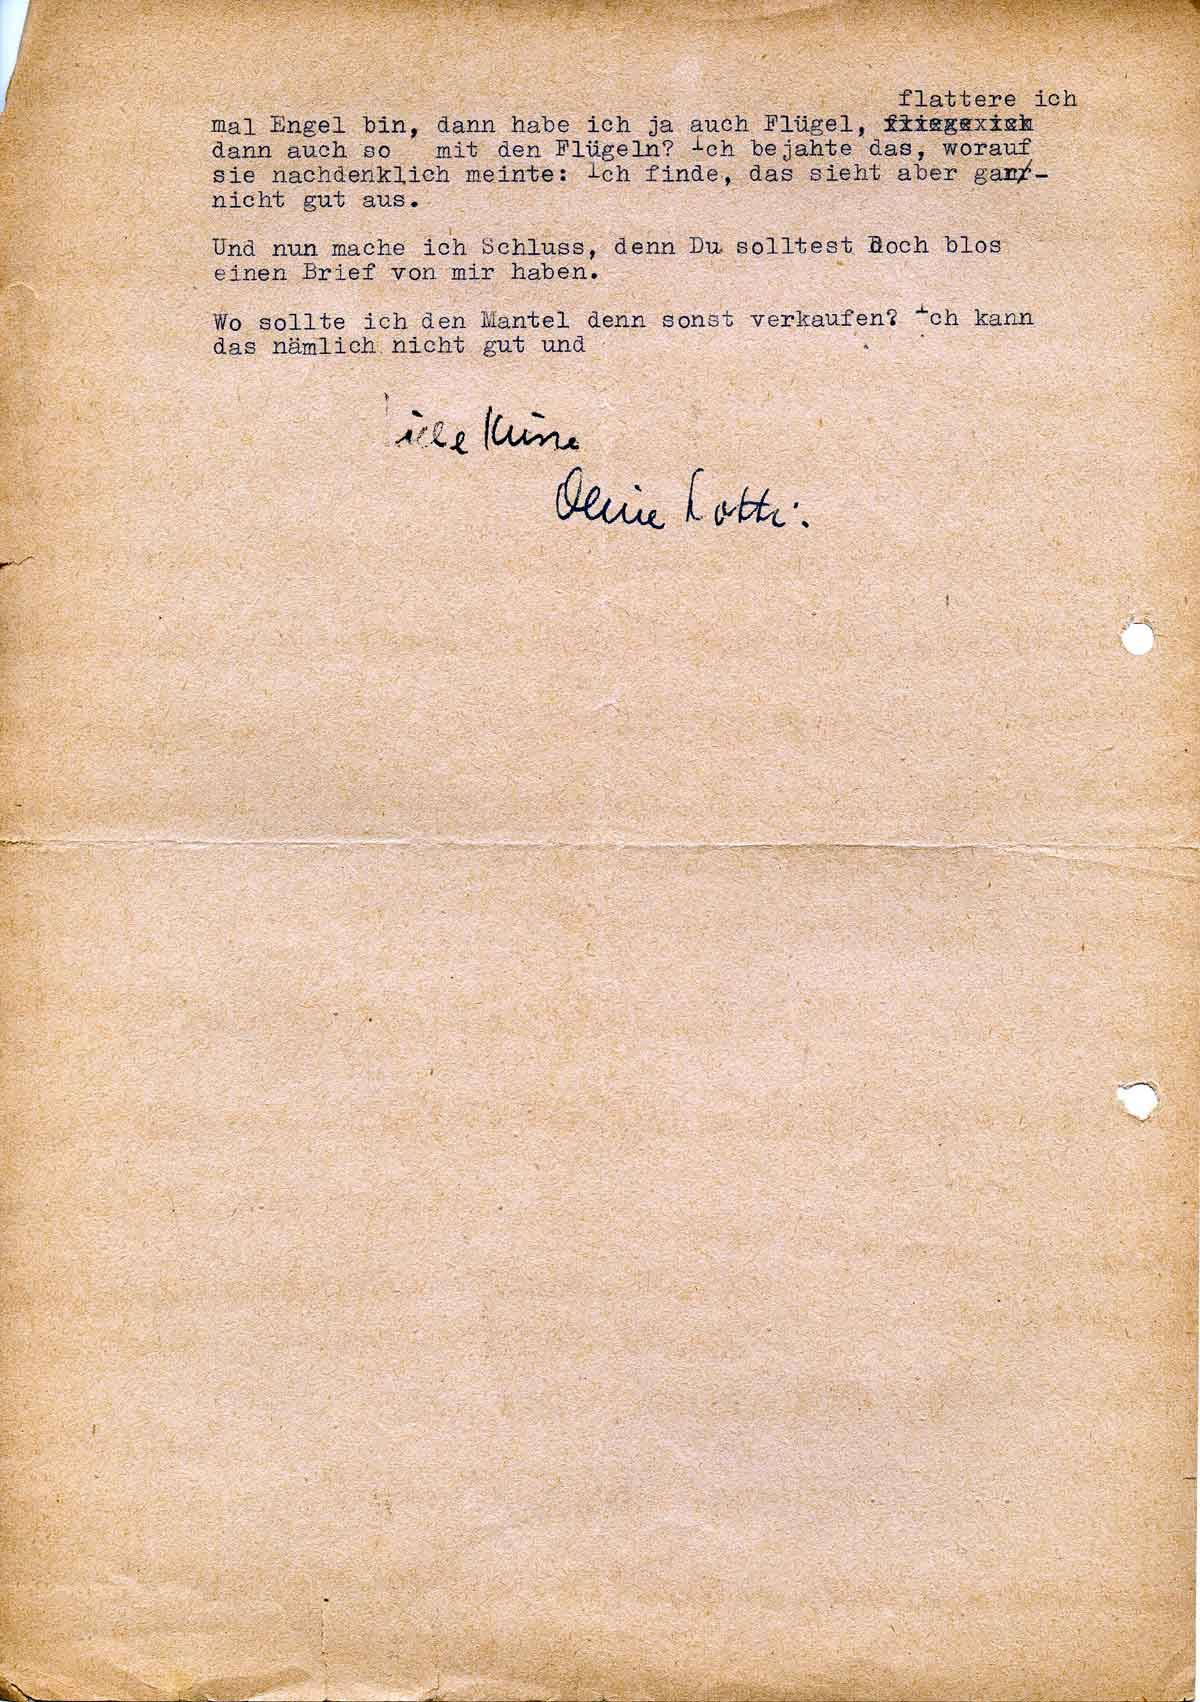 flattere ich
mal Engel bin, dann habe ich ja auch Flügel, fliege ich
dann auch so mit den Flügeln? Ich bejahte das, worauf
sie nachdenklich meinte: Ich finde, das sieht aber gar-
nicht gut aus.
Und nun mache ich Schluss, denn Du solltest doch blos
einen Brief von mir haben.
Wo sollte ich den Mantel denn sonst verkaufen? Ich kann
das nämlich nicht gut und
Viele Küsse
Deine Lotti.